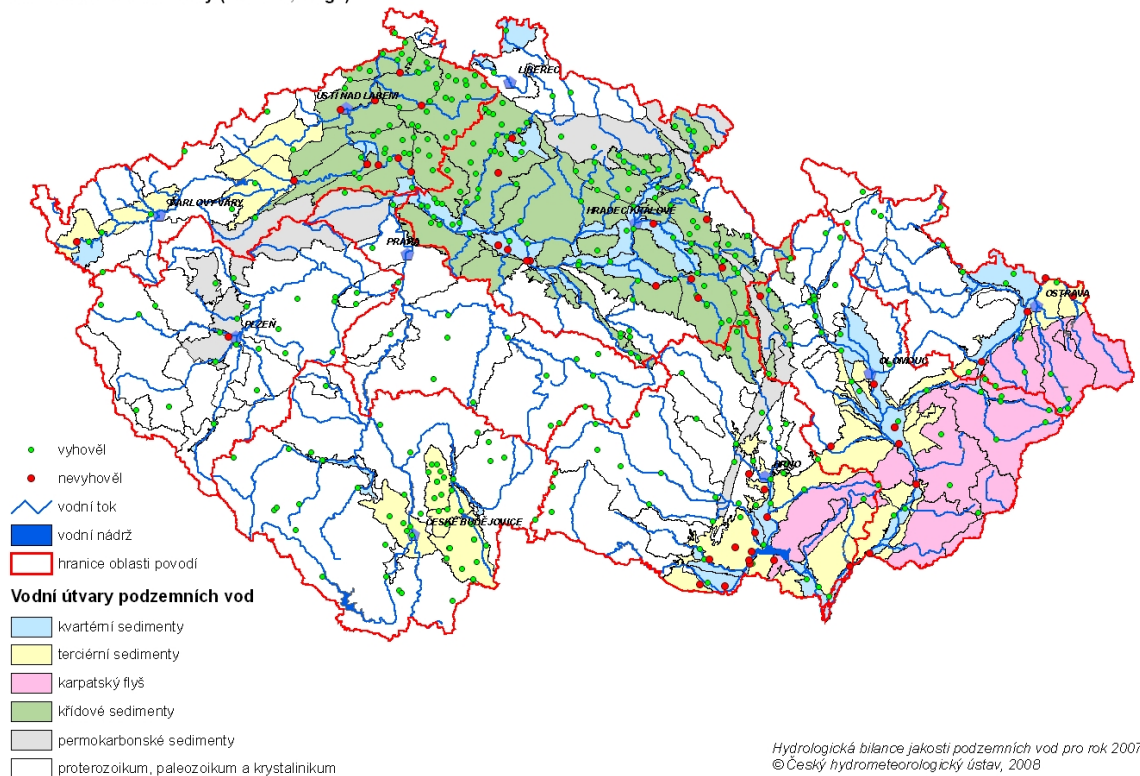 LIBEREC
ÚSTÍ NAD LABEM
KARLOVY VARY
HRADEC KRÁLOVÉ
PRAHA
OSTRAVA
PLZEŇ
OLOMOUC
BRNO
ČESKÉ BUDĚJOVICE
vyhověl
nevyhověl
vodní tok
vodní nádrž
hranice oblasti povodí
Vodní útvary podzemních vod
kvartérní sedimenty
terciérní sedimenty
karpatský flyš
křídové sedimenty
permokarbonské sedimenty
proterozoikum, paleozoikum a krystalinikum
Hydrologická bilance jakosti podzemních vod pro rok 2007
© Český hydrometeorologický ústav, 2008